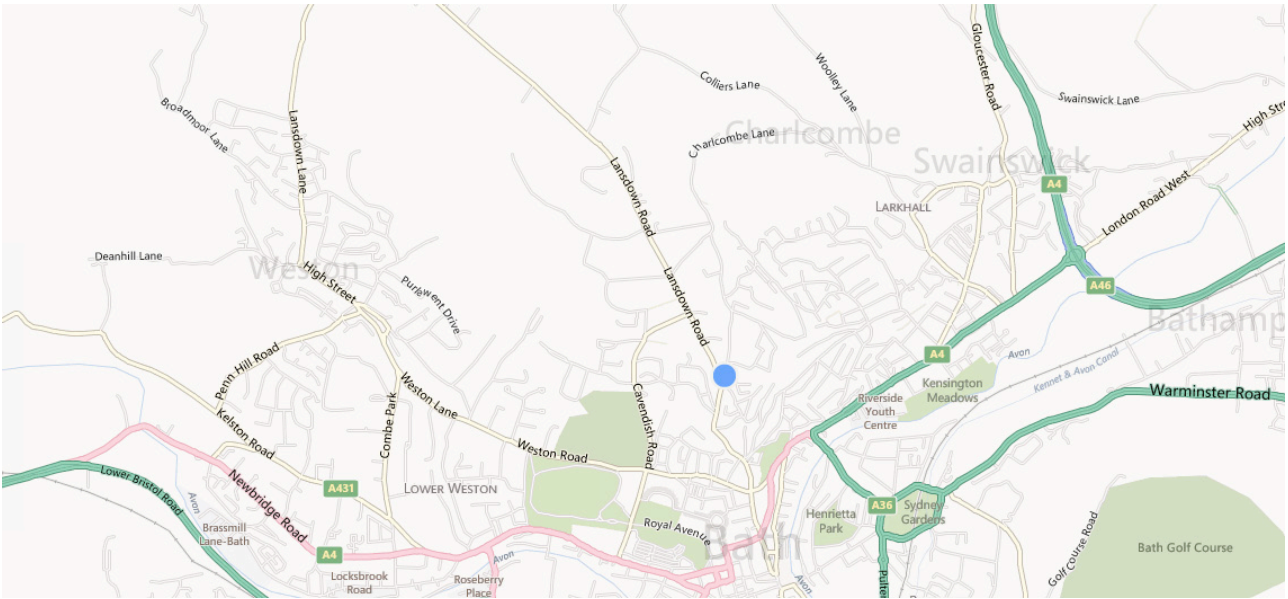 Gloucester Road
Colliers Lane
Woolley Lane
Swainswick Lane
Broadmoor Lane
Lansdown Lane
High Stre
Charlcombe Lane
Charlcombe
Swainswick
Lansdown Road
A4
LARKHALL
London Road West
Deanhill Lane
Weston
High Street
Purlewent Drive
Lansdown Road
A46
Bathamp
Penn Hill Road
A4
Avon
Kennet & Avon Canal
Kensington
Meadows
Warminster Road
Weston Lane
Cavendish Road
Riverside
Youth
Centre
Combe Park
Kelston Road
Weston Road
Lower Bristol Road
Newbridge Road
A431
LOWER WESTON
Avon
A36
Sydney
Gardens
Henrietta
Park
Royal Avenue
Bath
Brassmill
Lane-Bath
A4
Avon
Golf Course Road
Bath Golf Course
Locksbrook
Road
Roseberry
Place
Avon
Pulten